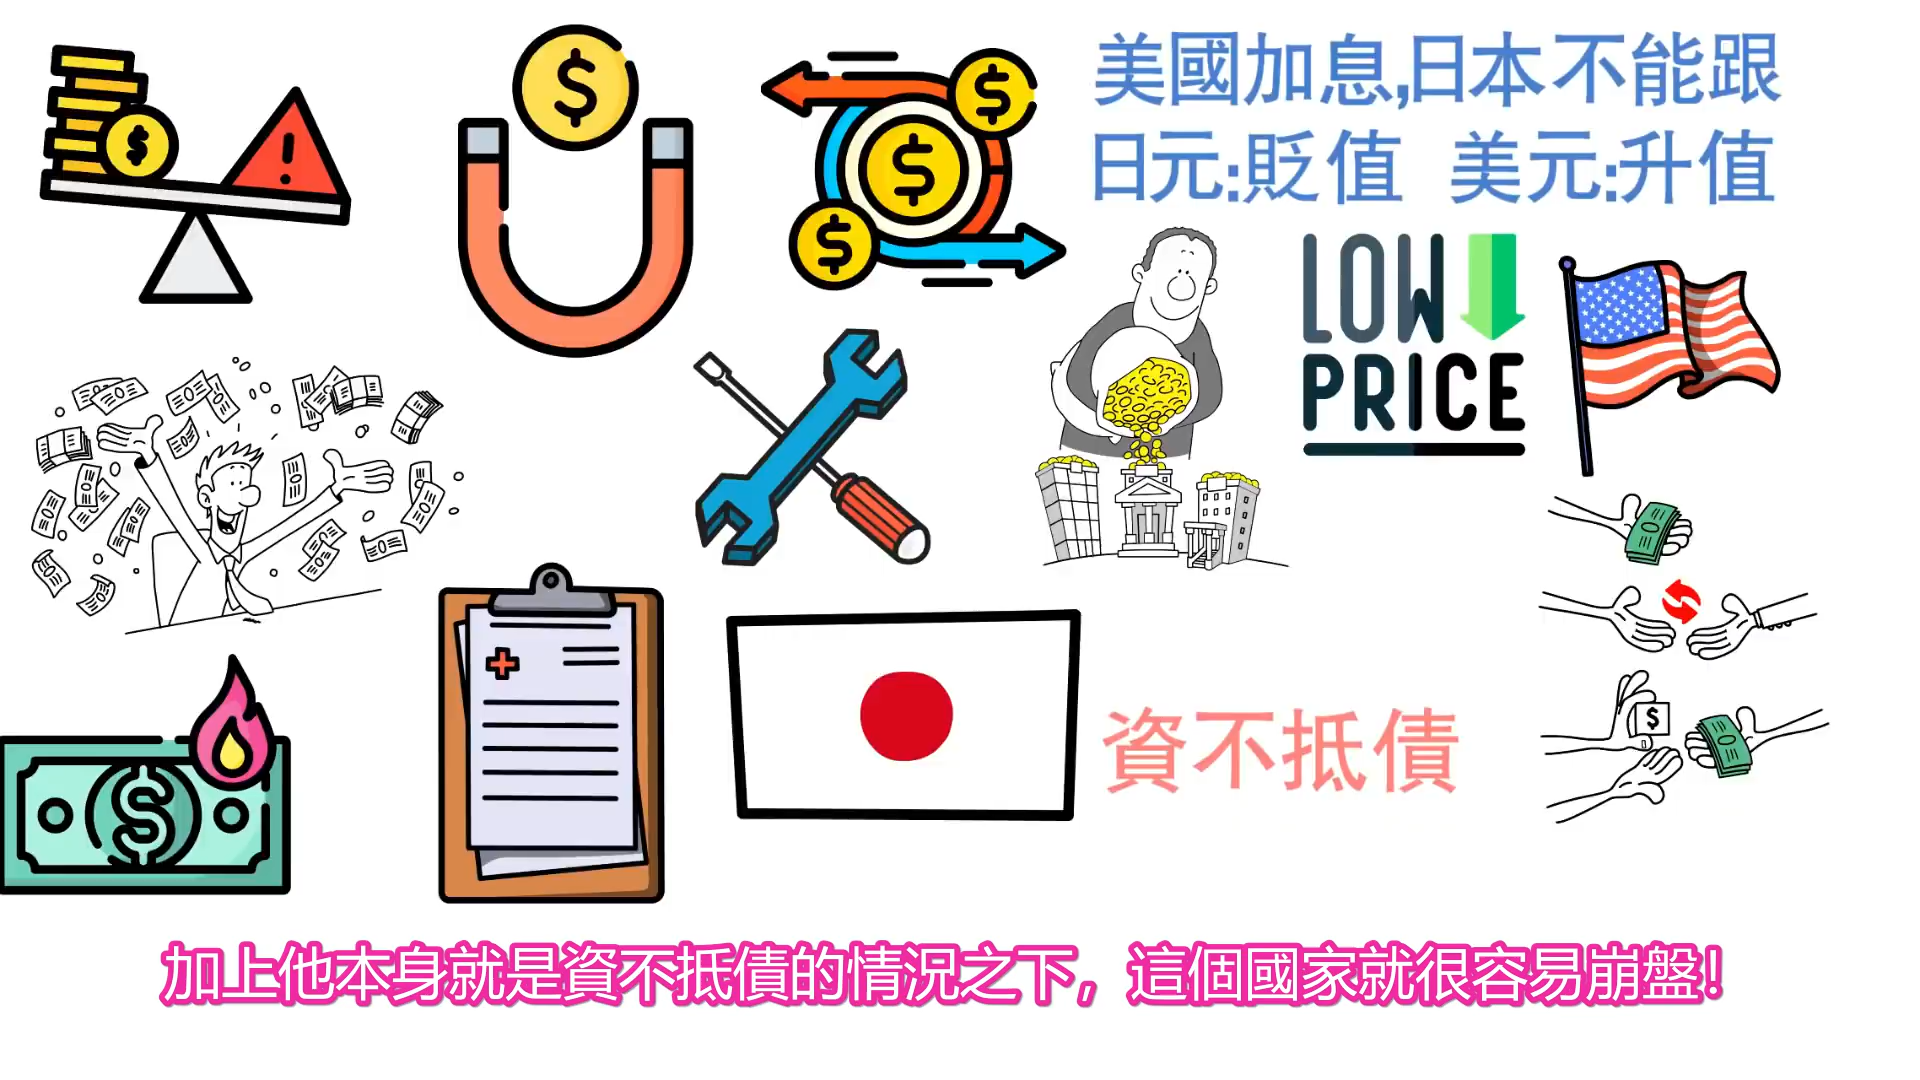 美國加息,日本不能跟
日元:貶值 美元:升值
LOW
PRICE
資不抵債
加上他本身就是資不抵債的情況之下，這個國家就很容易崩盤！